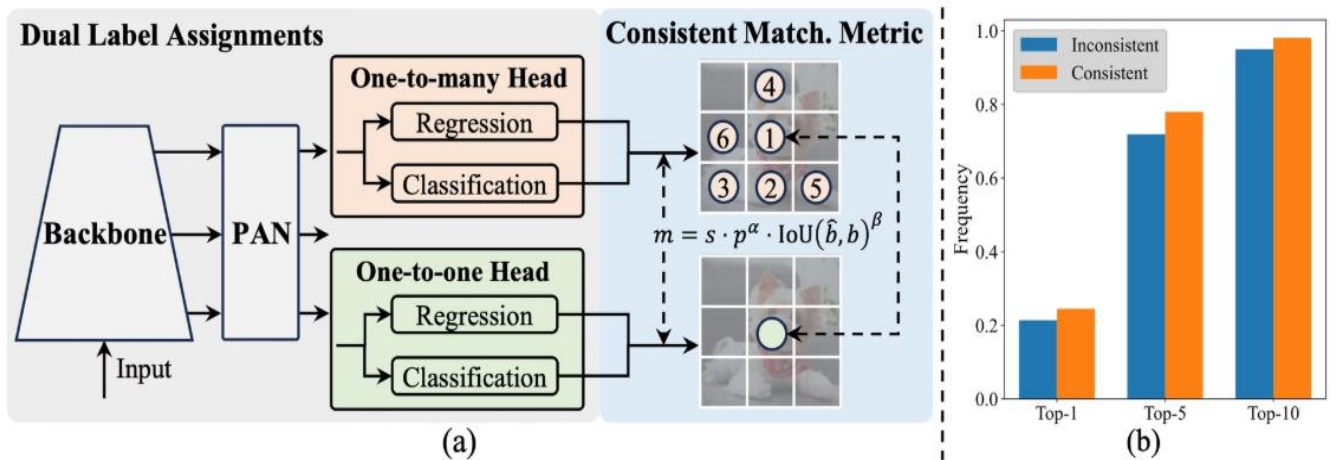 Dual Label Assignments
Consistent Match. Metric
One-to-many Head
Regression
Classification
Backbone
PAN
Input
One-to-one Head
Regression
Classification
4
6 1
3 2 5
m = s · p^α · IoU(b̂, b)^β
(a)
Inconsistent
Consistent
Frequency
1.0
0.8
0.6
0.4
0.2
0.0
Top-1 Top-5 Top-10
(b)